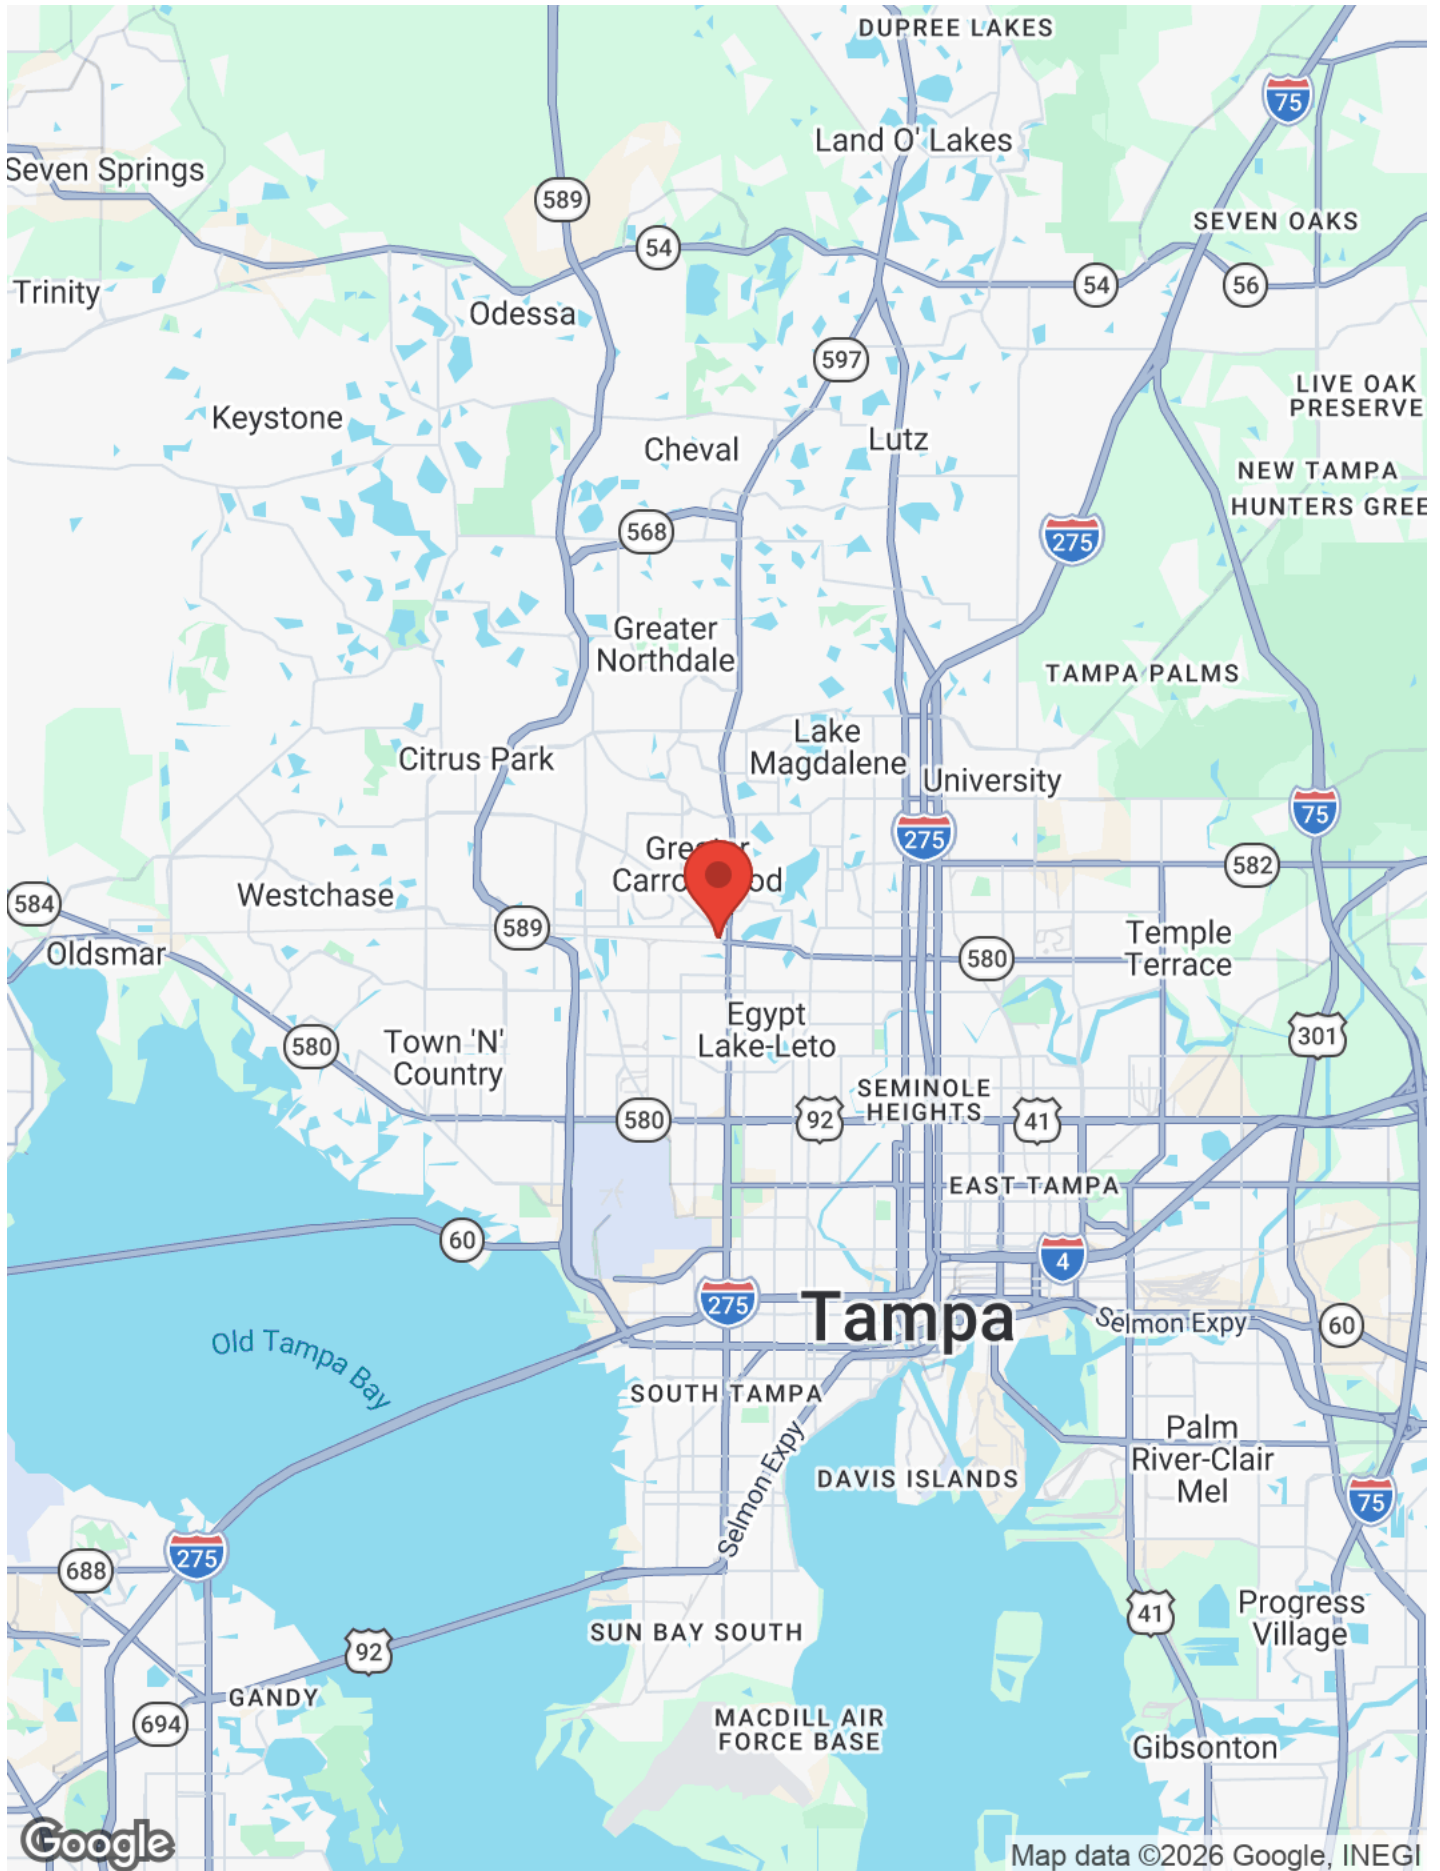 DUPREE LAKES
75
Land O' Lakes
Seven Springs
589
SEVEN OAKS
54
54
56
Trinity
Odessa
597
LIVE OAK
PRESERVE
Keystone
Cheval
Lutz
NEW TAMPA
HUNTERS GREE
568
275
Greater
Northdale
TAMPA PALMS
Lake
Magdalene
Citrus Park
University
75
275
Greater
582
Westchase
584
589
Temple
Terrace
Oldsmar
580
Egypt
Lake-Leto
301
Town 'N'
Country
580
SEMINOLE
HEIGHTS
580
92
41
EAST TAMPA
60
4
275
Tampa
Selmon Expy
60
Old Tampa Bay
SOUTH TAMPA
Palm
River-Clair
Mel
Selmon Expy
DAVIS ISLANDS
75
275
688
41
Progress
Village
SUN BAY SOUTH
92
GANDY
694
MACDILL AIR
FORCE BASE
Gibsonton
Google
Map data ©2026 Google, INEGI